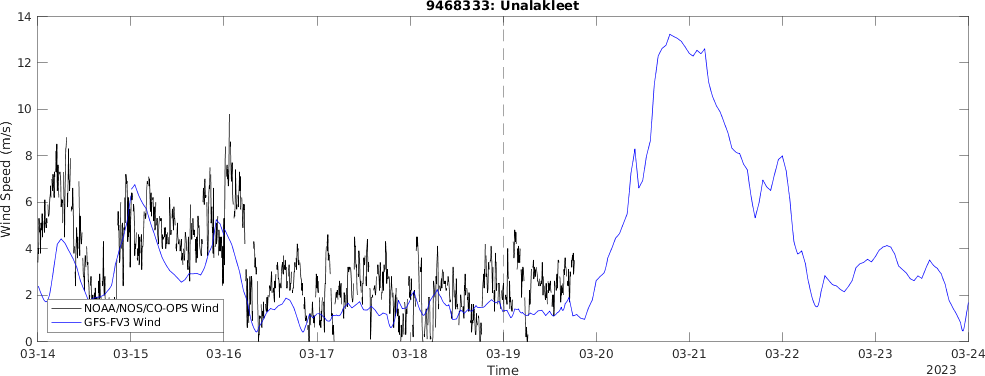 9468333: Unalakleet
Wind Speed (m/s)
14
12
10
8
6
4
2
0
NOAA/NOS/CO-OPS Wind
GFS-FV3 Wind
03-14 03-15 03-16 03-17 03-18 03-19 03-20 03-21 03-22 03-23 03-24
Time
2023